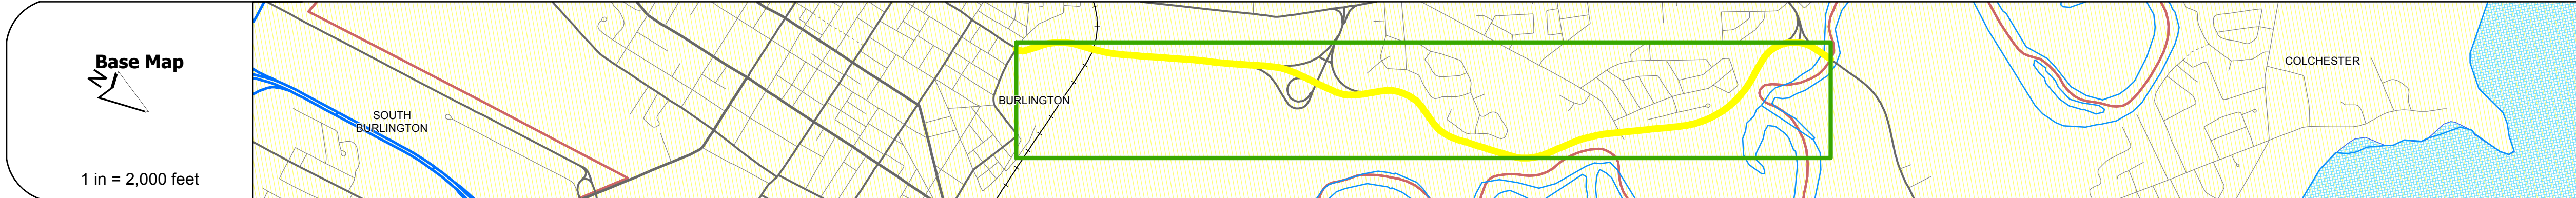 Base Map
N
1 in = 2,000 feet
SOUTH
BURLINGTON
BURLINGTON
COLCHESTER